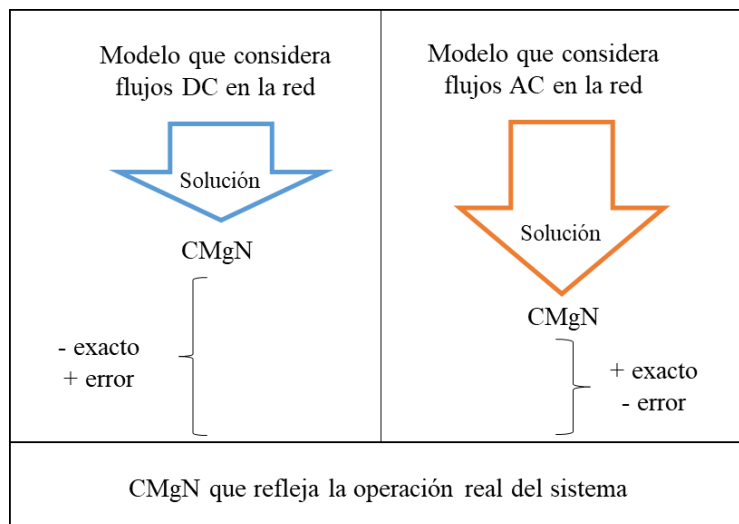 Modelo que considera
flujos DC en la red
Solución
CMgN
- exacto
+ error
Modelo que considera
flujos AC en la red
Solución
CMgN
+ exacto
- error
CMgN que refleja la operación real del sistema